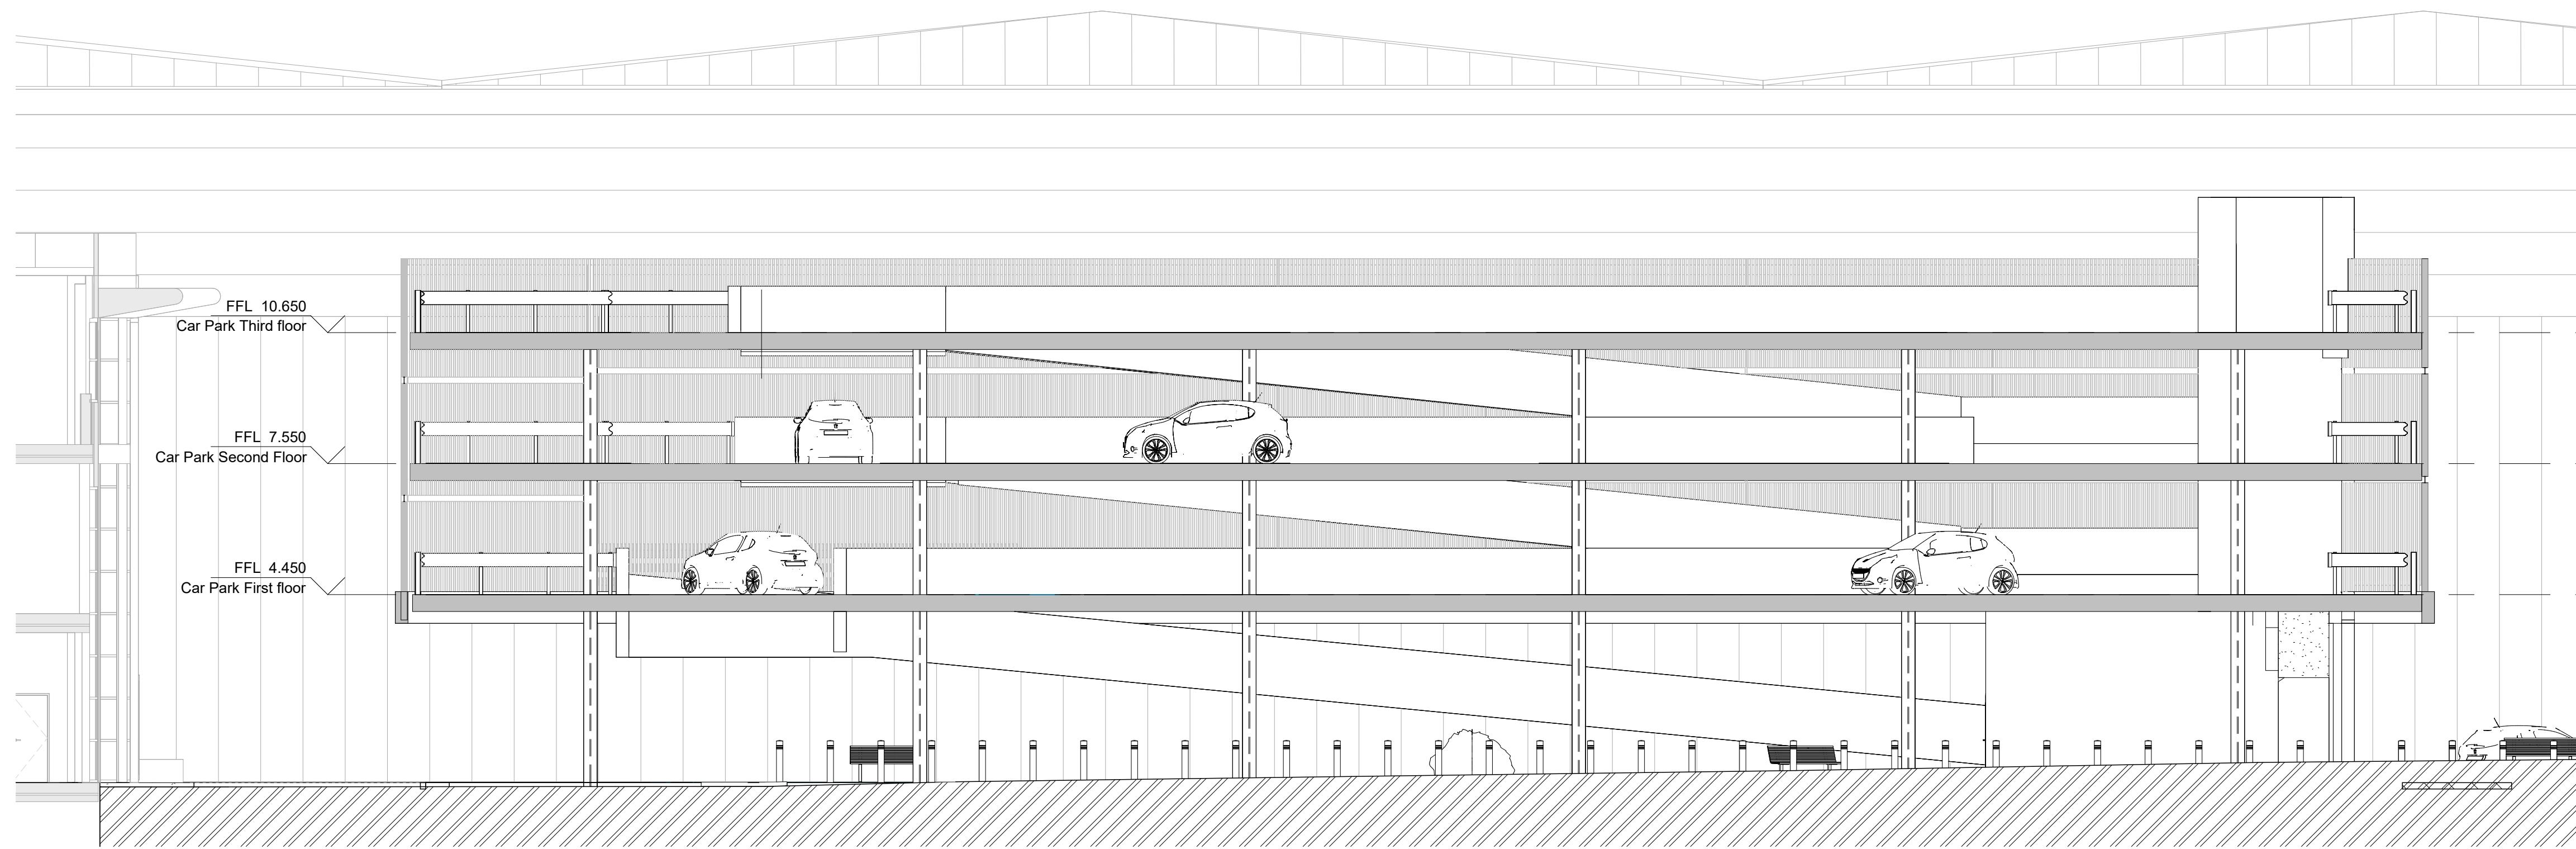 FFL 10.650
Car Park Third floor
FFL 7.550
Car Park Second Floor
FFL 4.450
Car Park First floor